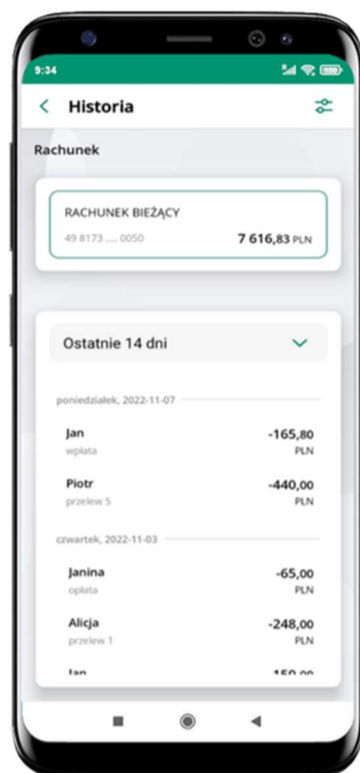 9:34
Historia
Rachunek
RACHUNEK BIEŻĄCY
49 8173 .... 0050 7 616,83 PLN
Ostatnie 14 dni
poniedziałek, 2022-11-07
Jan -165,80
wpłata PLN
Piotr -440,00
przelew 5 PLN
czwartek, 2022-11-03
Janina -65,00
opłata PLN
Alicja -248,00
przelew 1 PLN